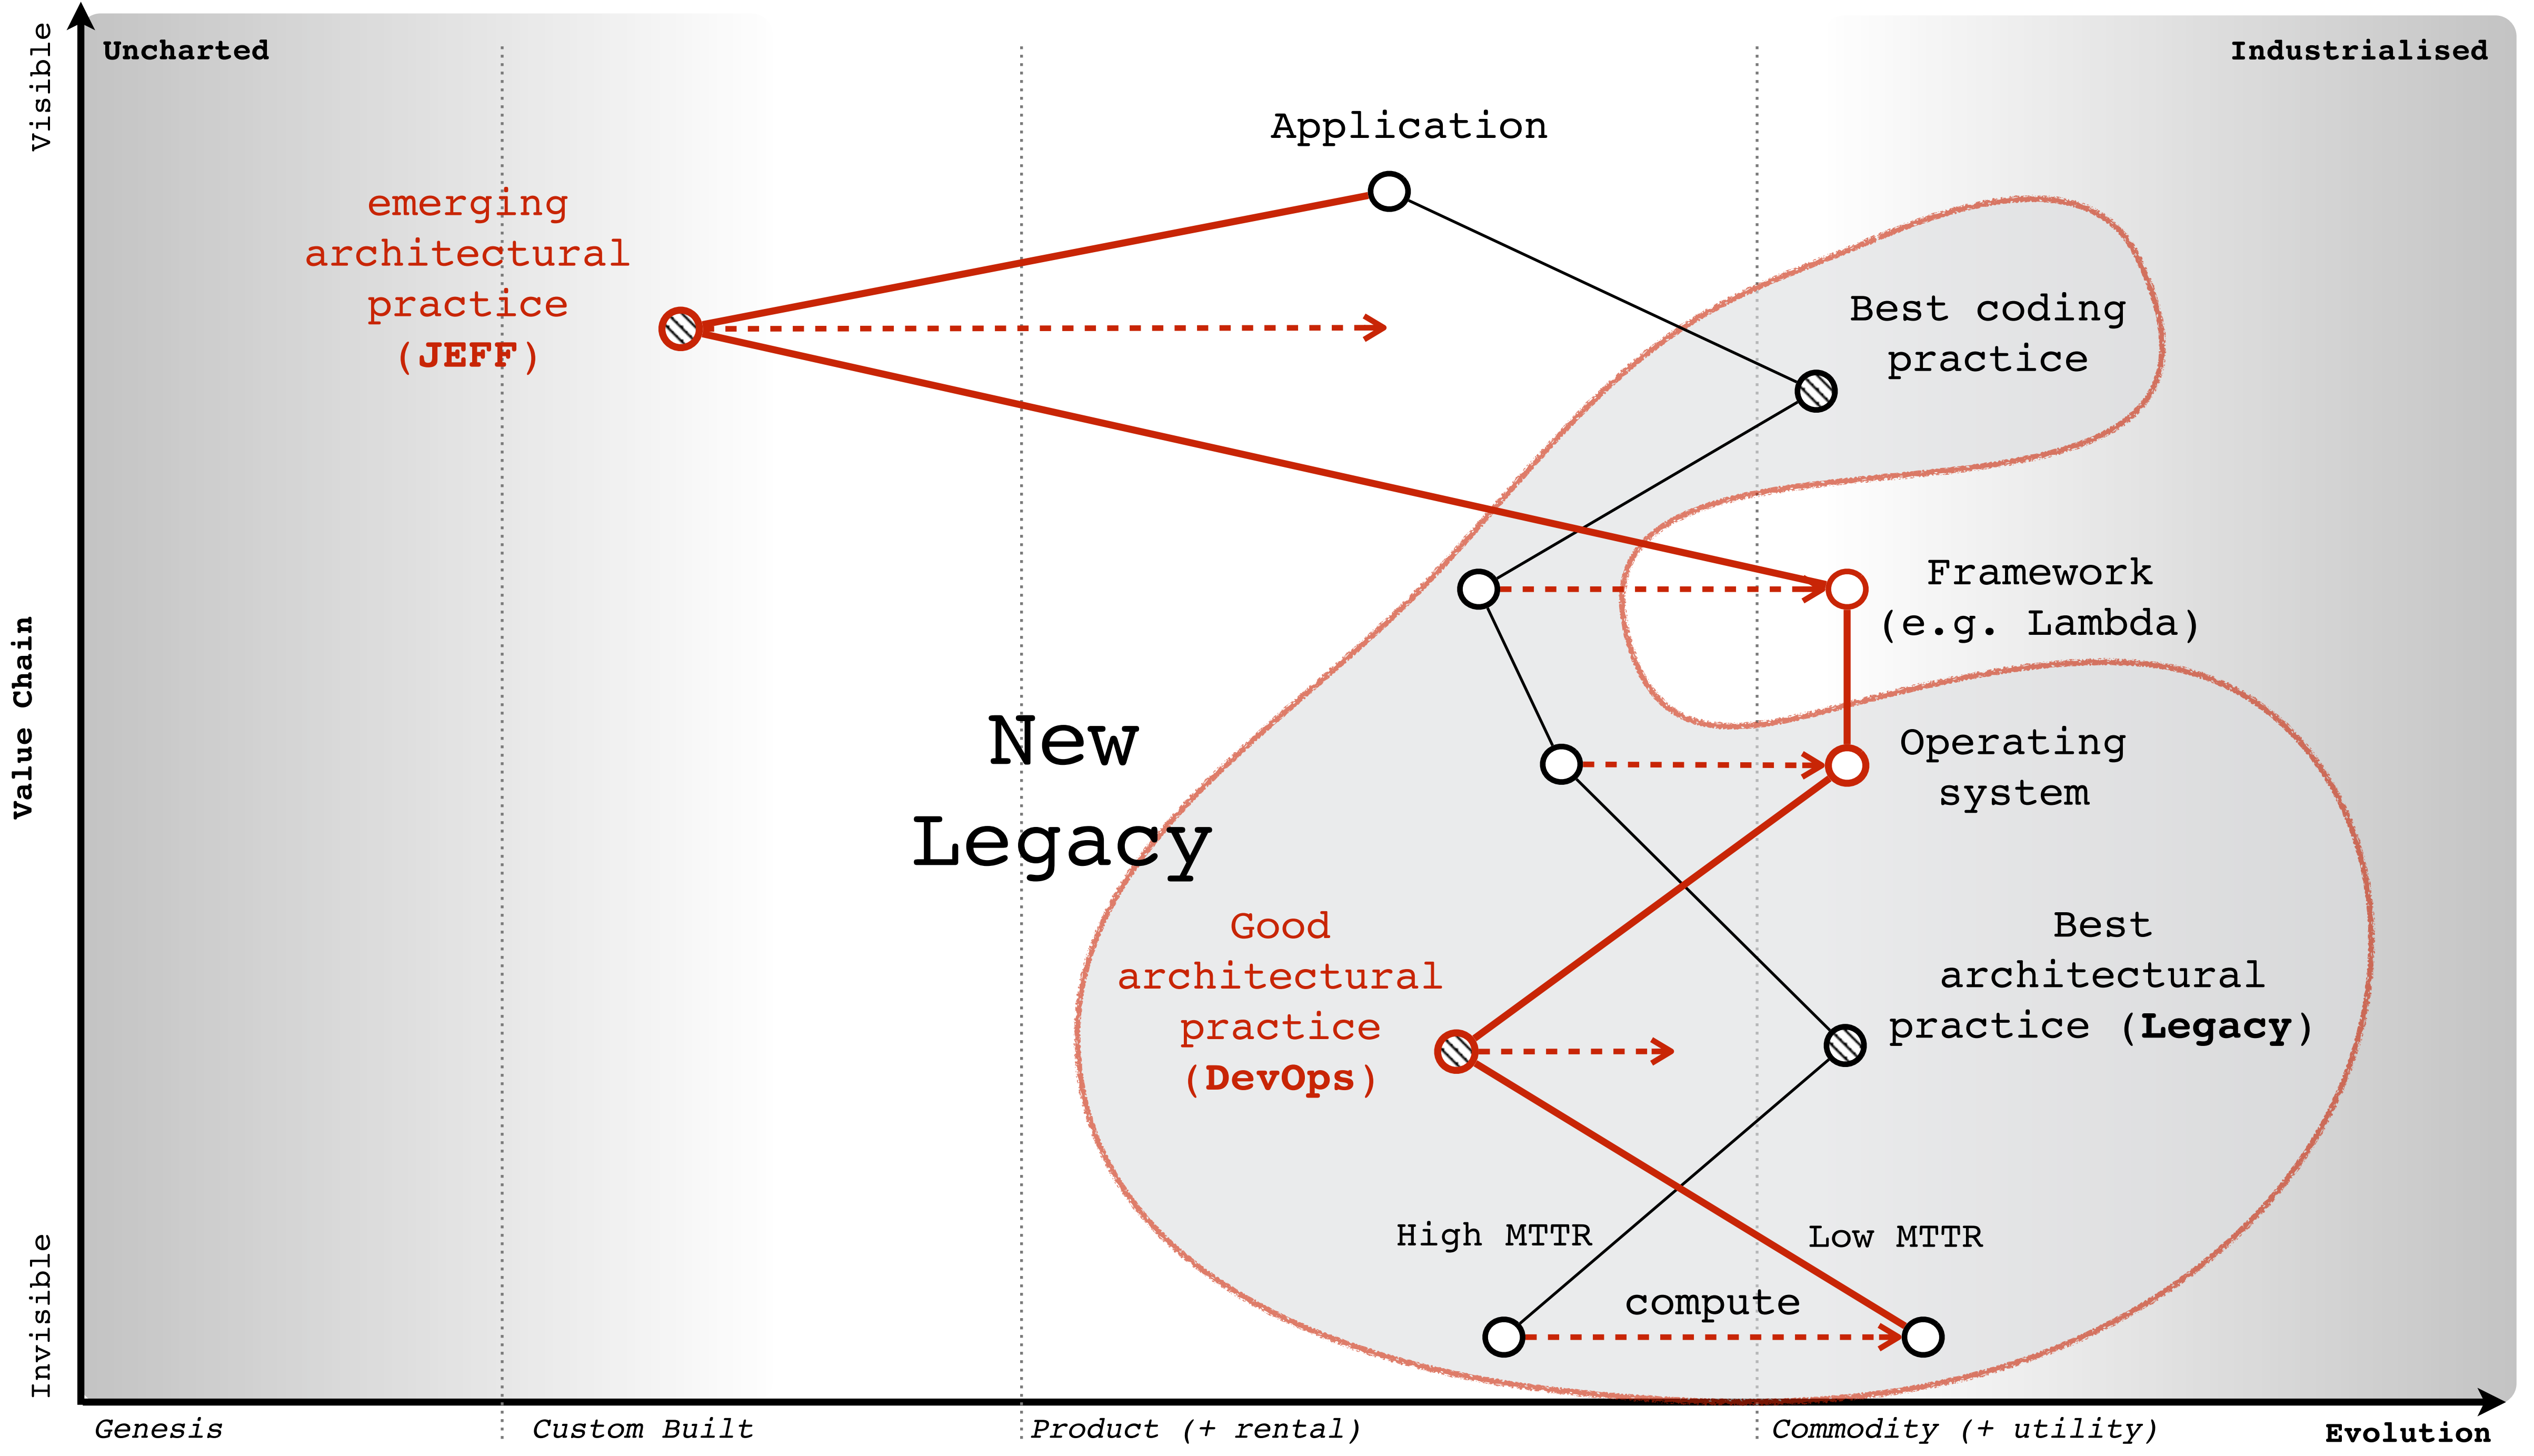 Uncharted
Industrialised
Visible
Value Chain
Invisible
Application
emerging
architectural
practice
(JEFF)
Best coding
practice
Framework
(e.g. Lambda)
New
Legacy
Operating
system
Good
architectural
practice
(DevOps)
Best
architectural
practice (Legacy)
High MTTR
Low MTTR
compute
Genesis
Custom Built
Product (+ rental)
Commodity (+ utility)
Evolution